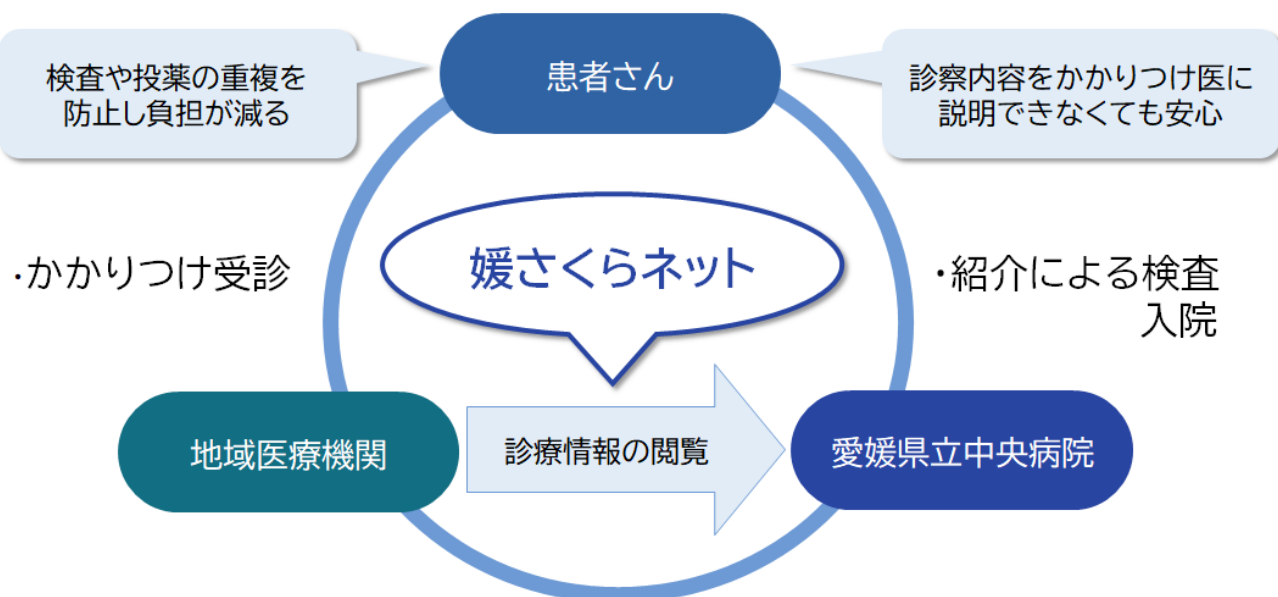 患者さん
検査や投薬の重複を
防止し負担が減る
診察内容をかかりつけ医に
説明できなくても安心
媛さくらネット
・かかりつけ受診
・紹介による検査
入院
地域医療機関
診療情報の閲覧
愛媛県立中央病院